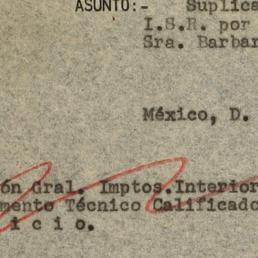 ASUNTO:- Suplica
I.S.R. por
Sra. Barbar
México, D.
ón Gral. Imptos.Interior
mento Técnico Calificado
i c i o.